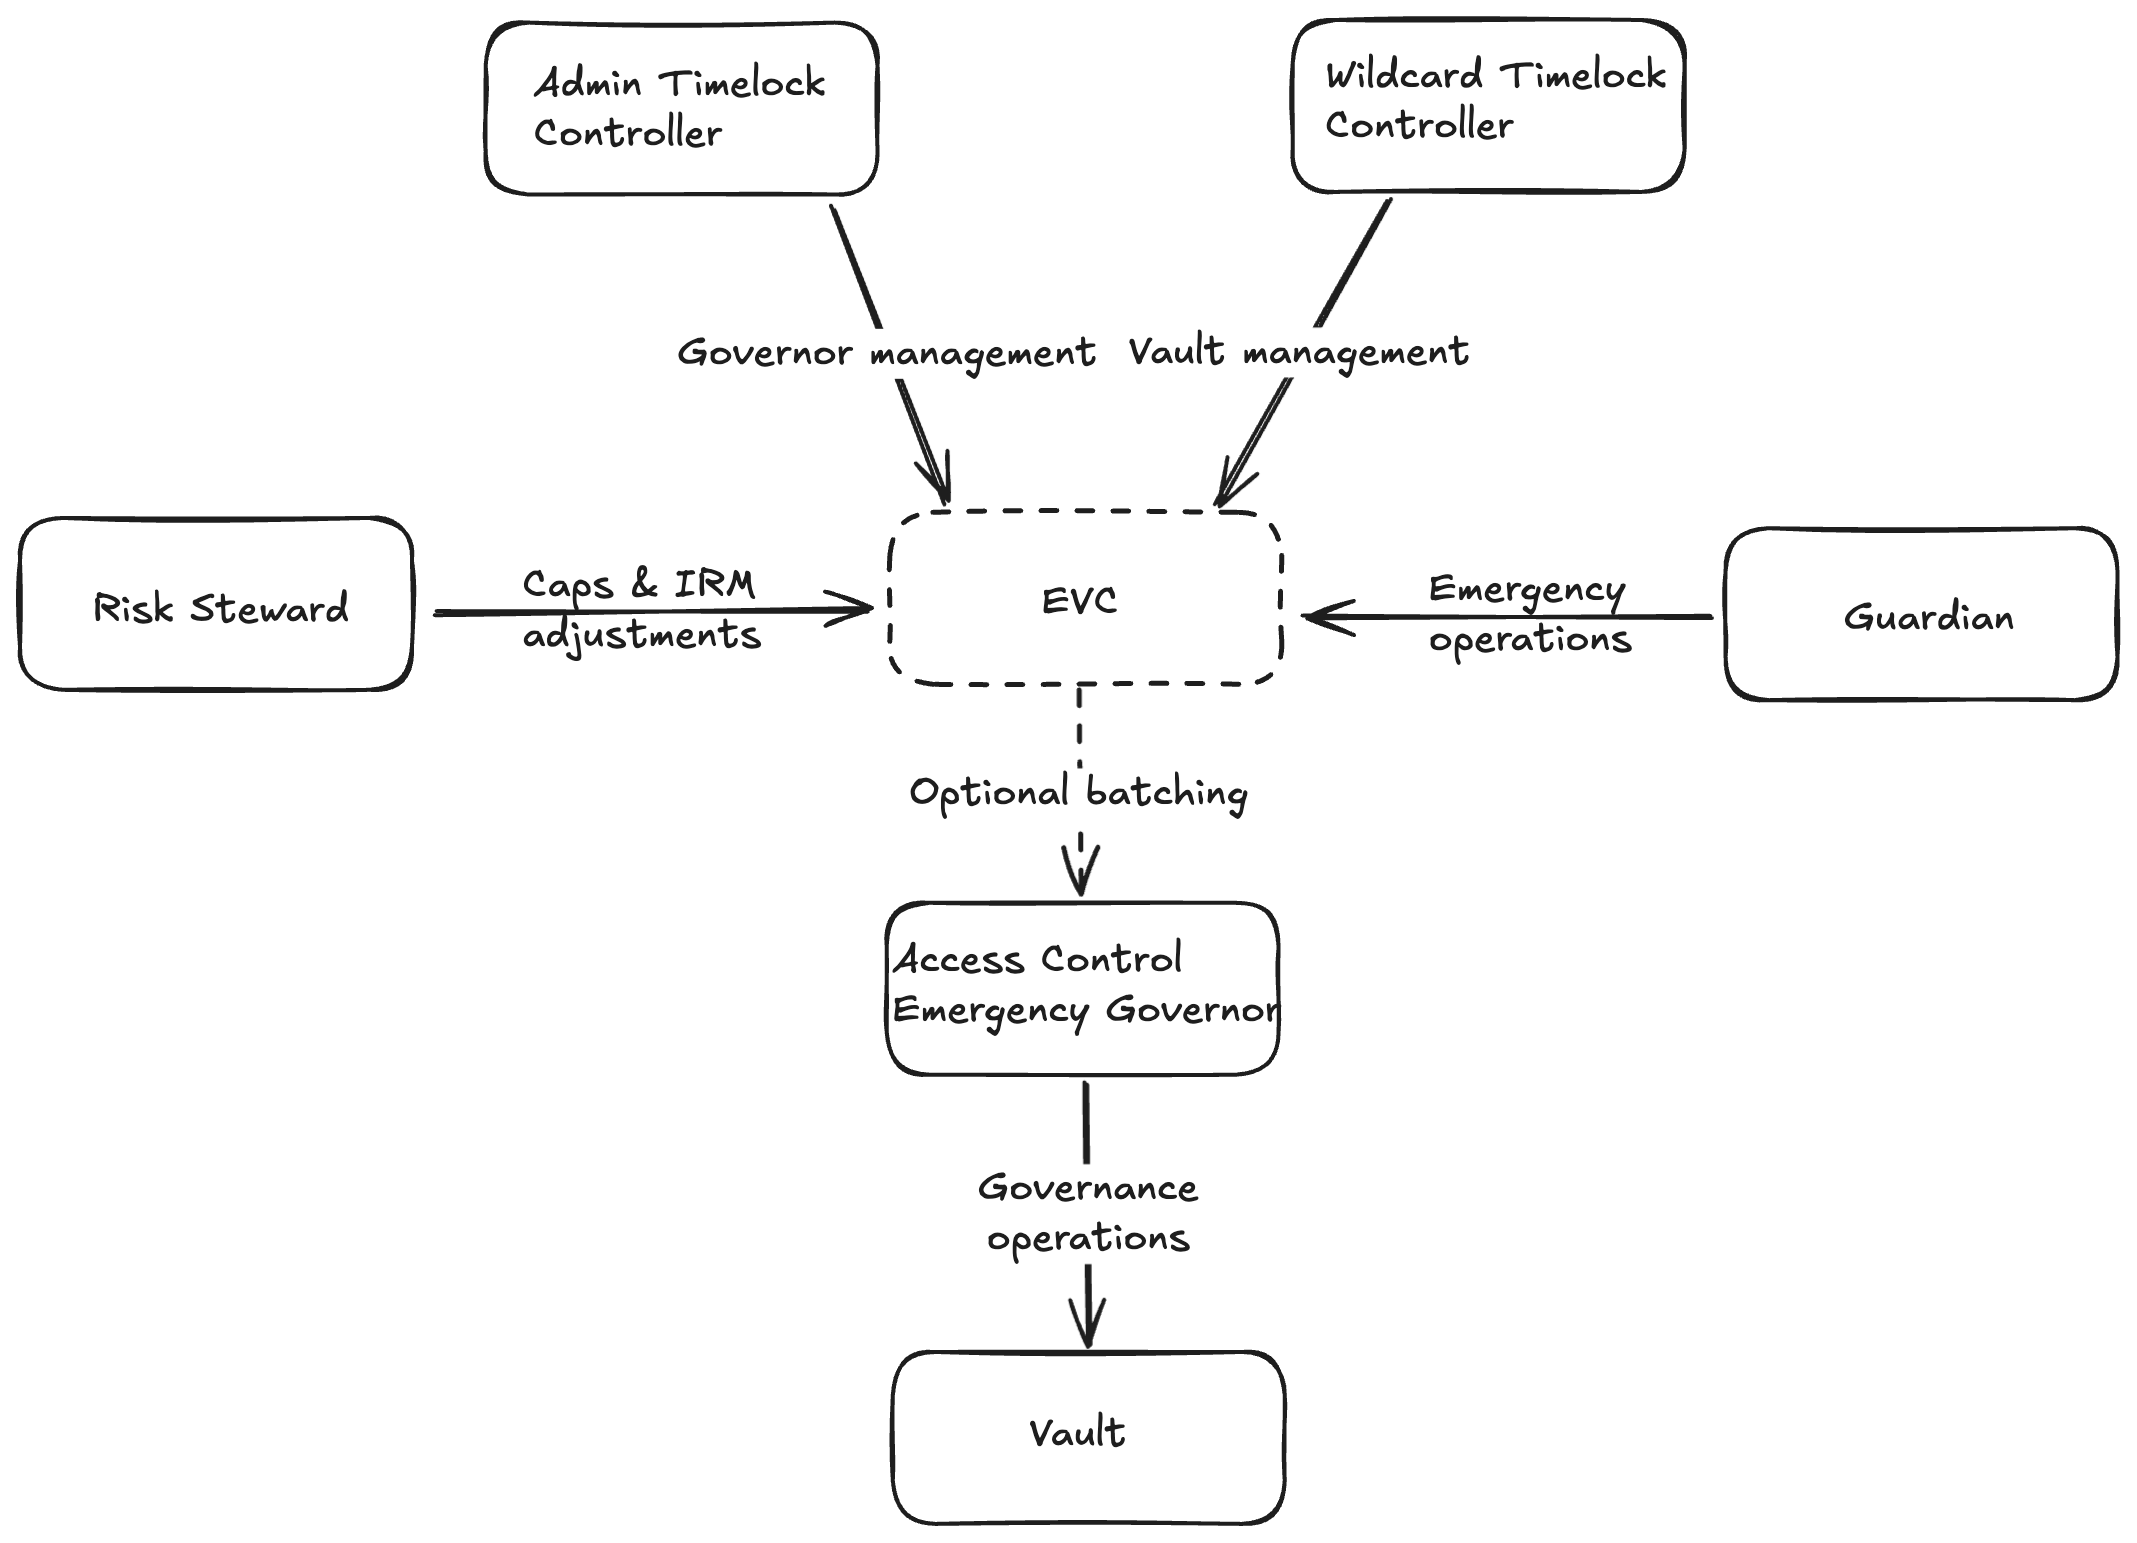 Admin Timelock
Controller
Wildcard Timelock
Controller
Governor management
Vault management
Risk Steward
Caps & IRM
adjustments
EVC
Emergency
operations
Guardian
Optional batching
Access Control
Emergency Governor
Governance
operations
Vault